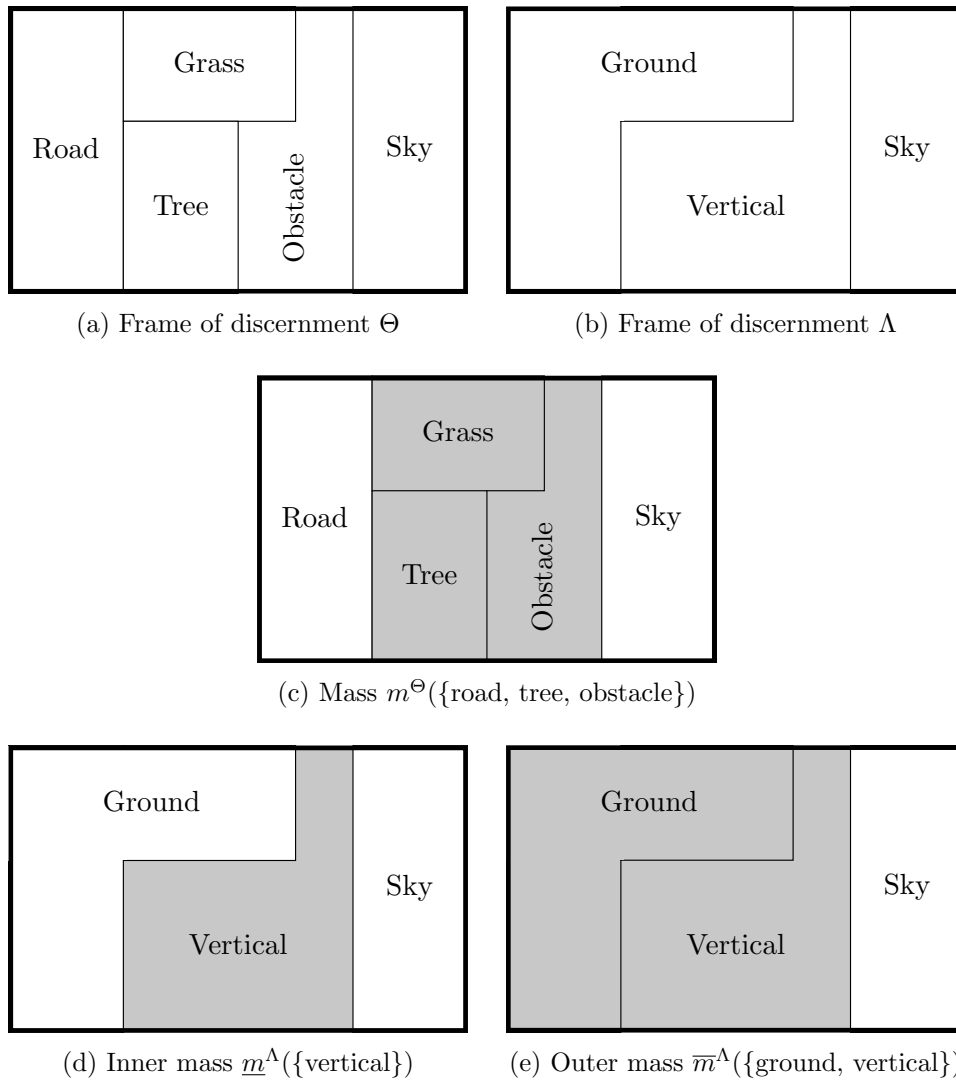 Grass
Road
Tree
Obstacle
Sky
(a) Frame of discernment Θ
Ground
Vertical
Sky
(b) Frame of discernment Λ
Grass
Road
Tree
Obstacle
Sky
(c) Mass m^Θ({road, tree, obstacle})
Ground
Vertical
Sky
(d) Inner mass m̲^Λ({vertical})
Ground
Vertical
Sky
(e) Outer mass m̅^Λ({ground, vertical})